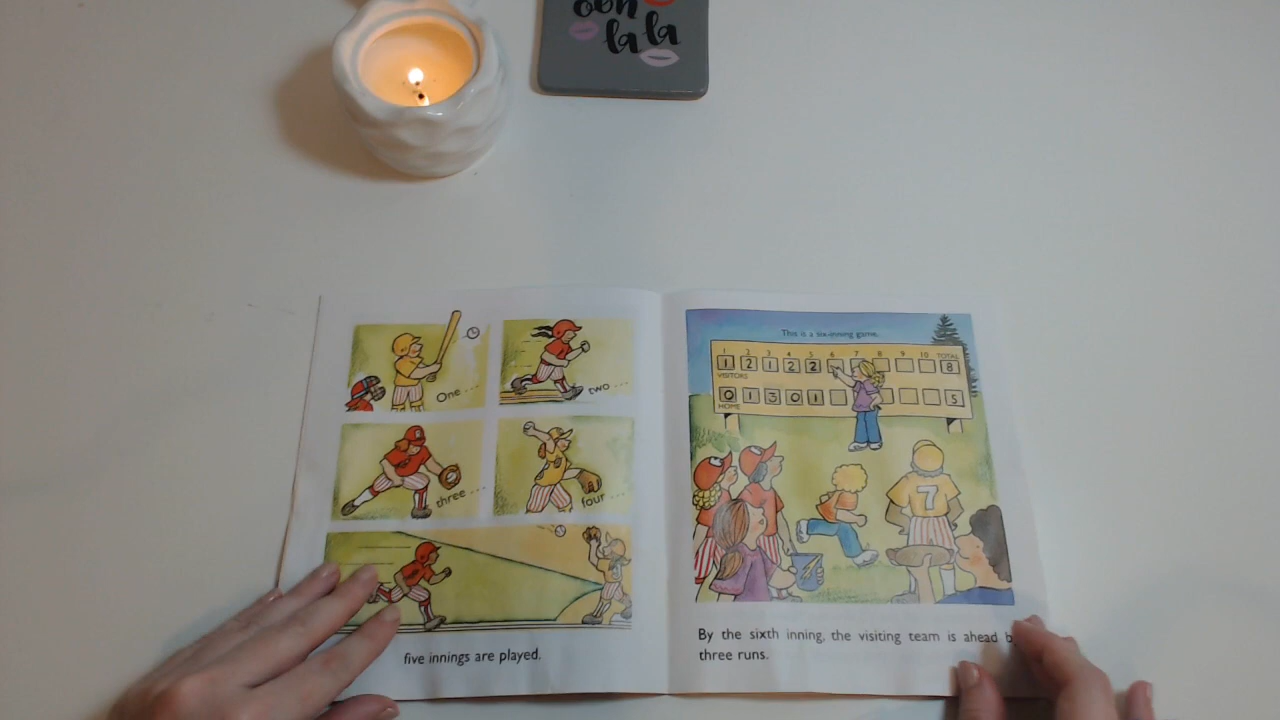 ooh
la la
One ...
two ...
three ...
four ...
five innings are played.
This is a six-inning game.
1 2 3 4 5 6 7 8 9 10 TOTAL
1 2 1 2 2 8
VISITORS
0 1 3 0 1 5
HOME
7
By the sixth inning, the visiting team is ahead
three runs.